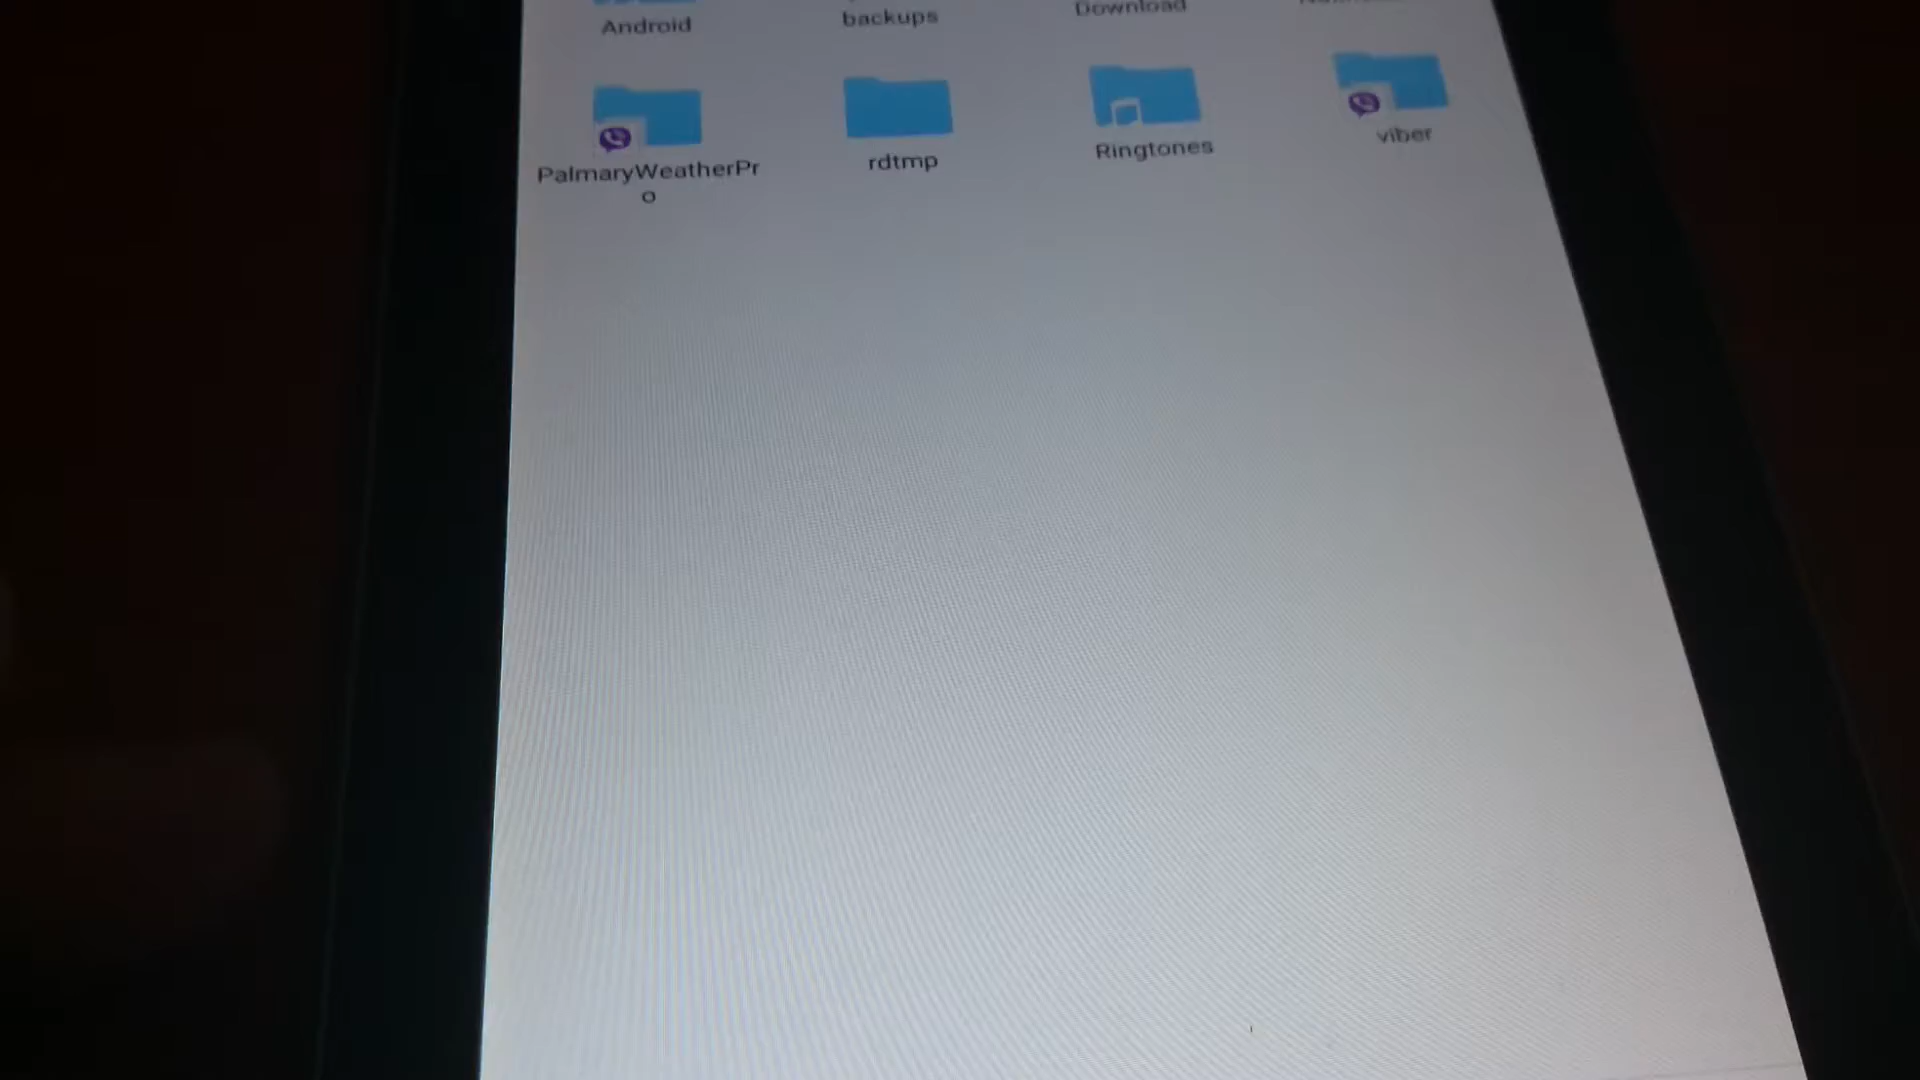 Android
backups
Download
PalmaryWeatherPr
o
rdtmp
Ringtones
viber